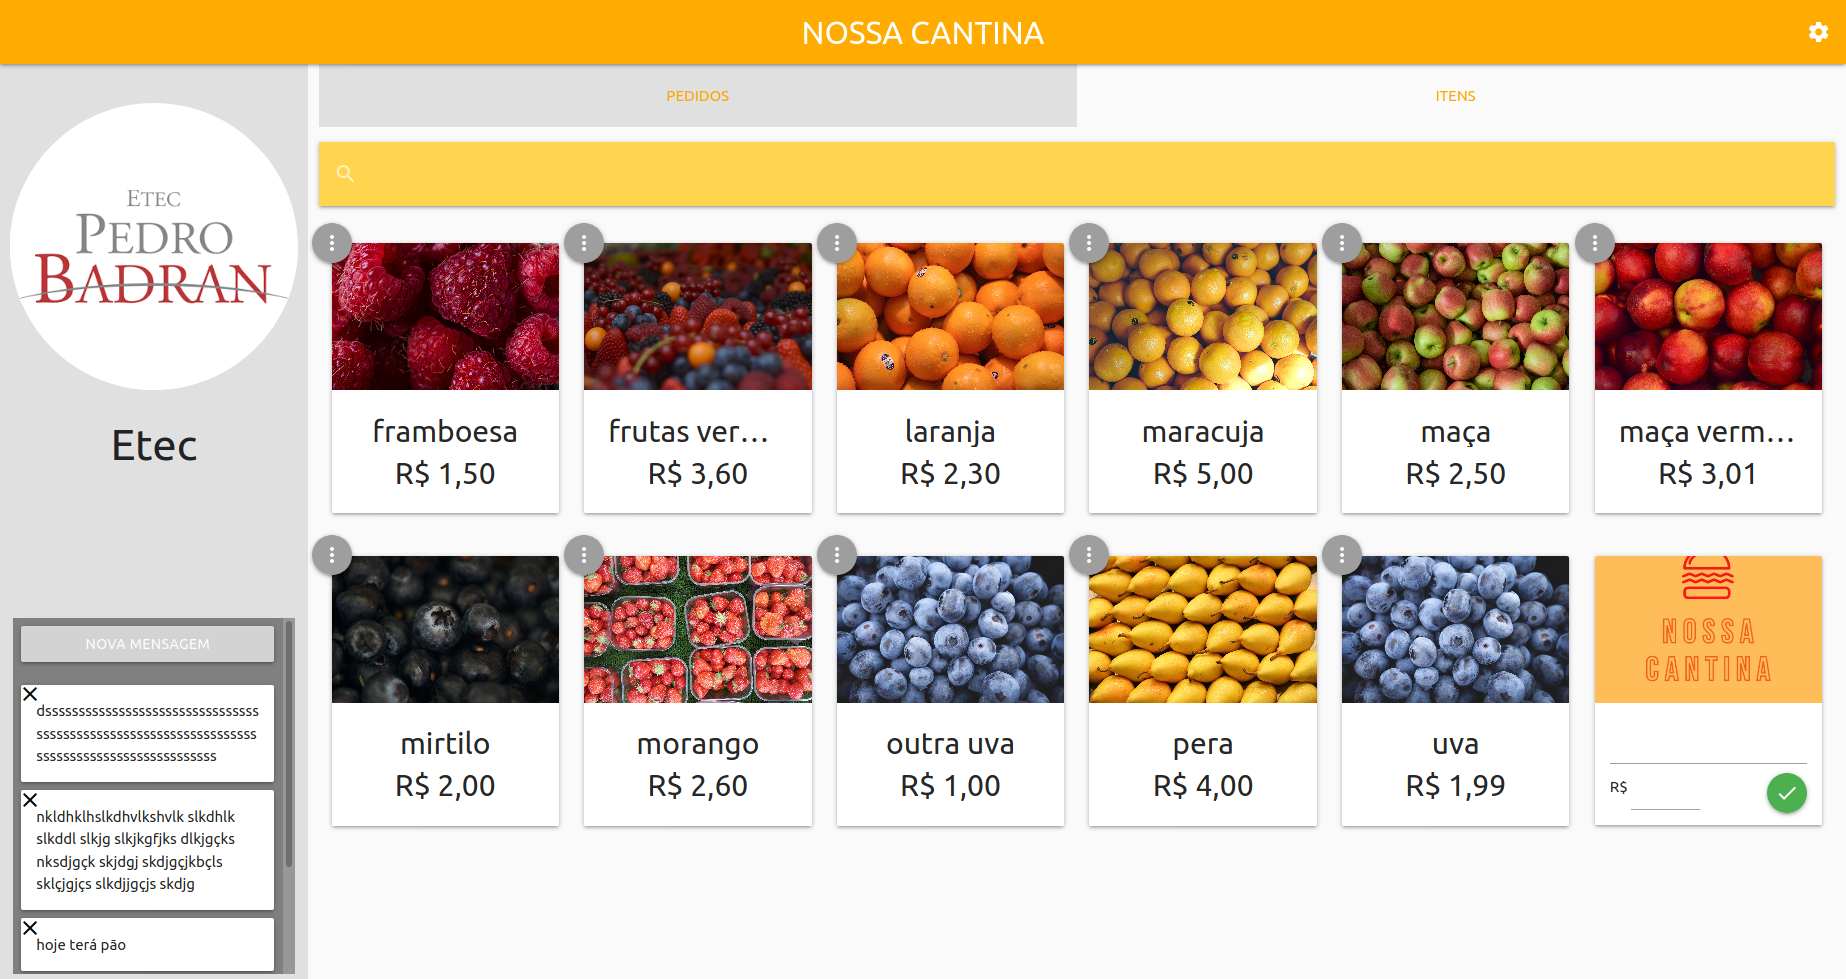 NOSSA CANTINA
ETEC
PEDRO
BADRAN
Etec
NOVA MENSAGEM
dssssssssssssssssssssssssssssssss
sssssssssssssssssssssssssssssssss
sssssssssssssssssssssssssss
nkldhklhslkdhvlkshvlk slkdhlk
slkddl slkjg slkjkgfjks dlkjgçks
nksdjgçk skjdgj skdjgçjkbçls
sklçjgjçs slkdjjgçjs skdjg
hoje terá pão
PEDIDOS
ITENS
framboesa
R$ 1,50
frutas ver...
R$ 3,60
laranja
R$ 2,30
maracuja
R$ 5,00
maça
R$ 2,50
maça verm...
R$ 3,01
mirtilo
R$ 2,00
morango
R$ 2,60
outra uva
R$ 1,00
pera
R$ 4,00
uva
R$ 1,99
NOSSA
CANTINA
R$